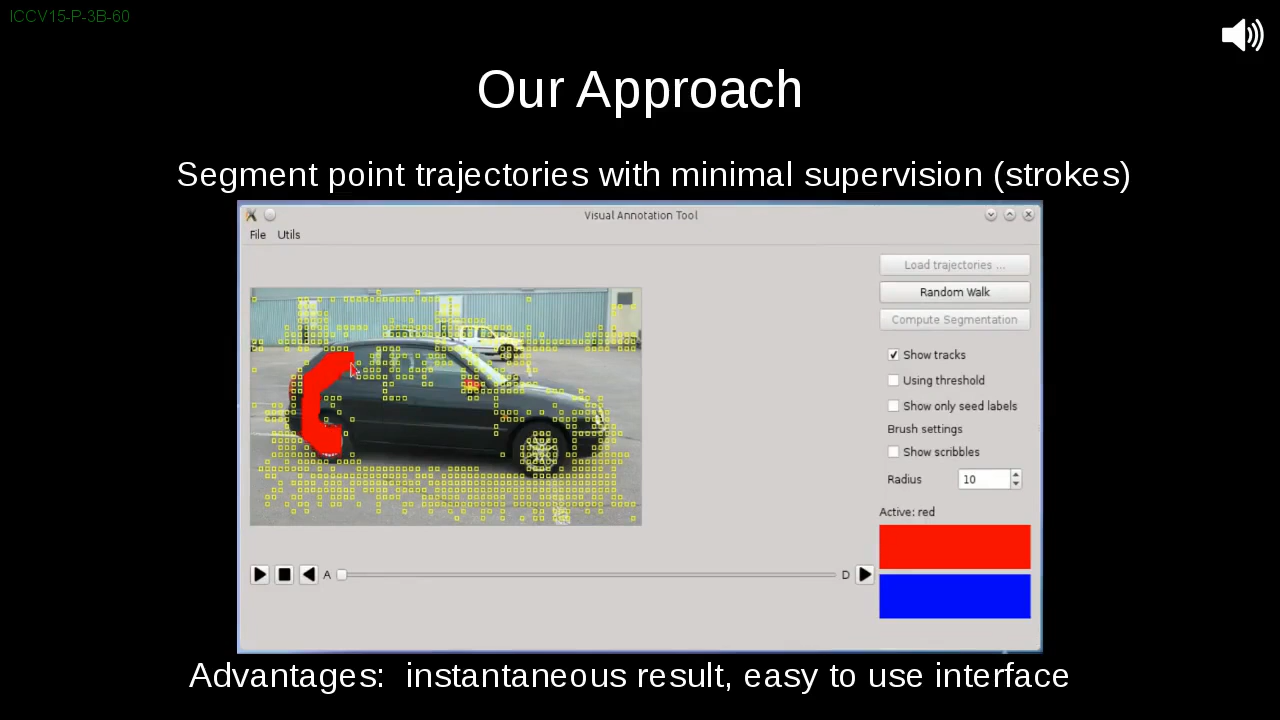 ICCV15-P-3B-60
Our Approach
Segment point trajectories with minimal supervision (strokes)
Visual Annotation Tool
File Utils
Load trajectories ...
Random Walk
Compute Segmentation
Show tracks
Using threshold
Show only seed labels
Brush settings
Show scribbles
Radius 10
Active: red
A D
Advantages: instantaneous result, easy to use interface